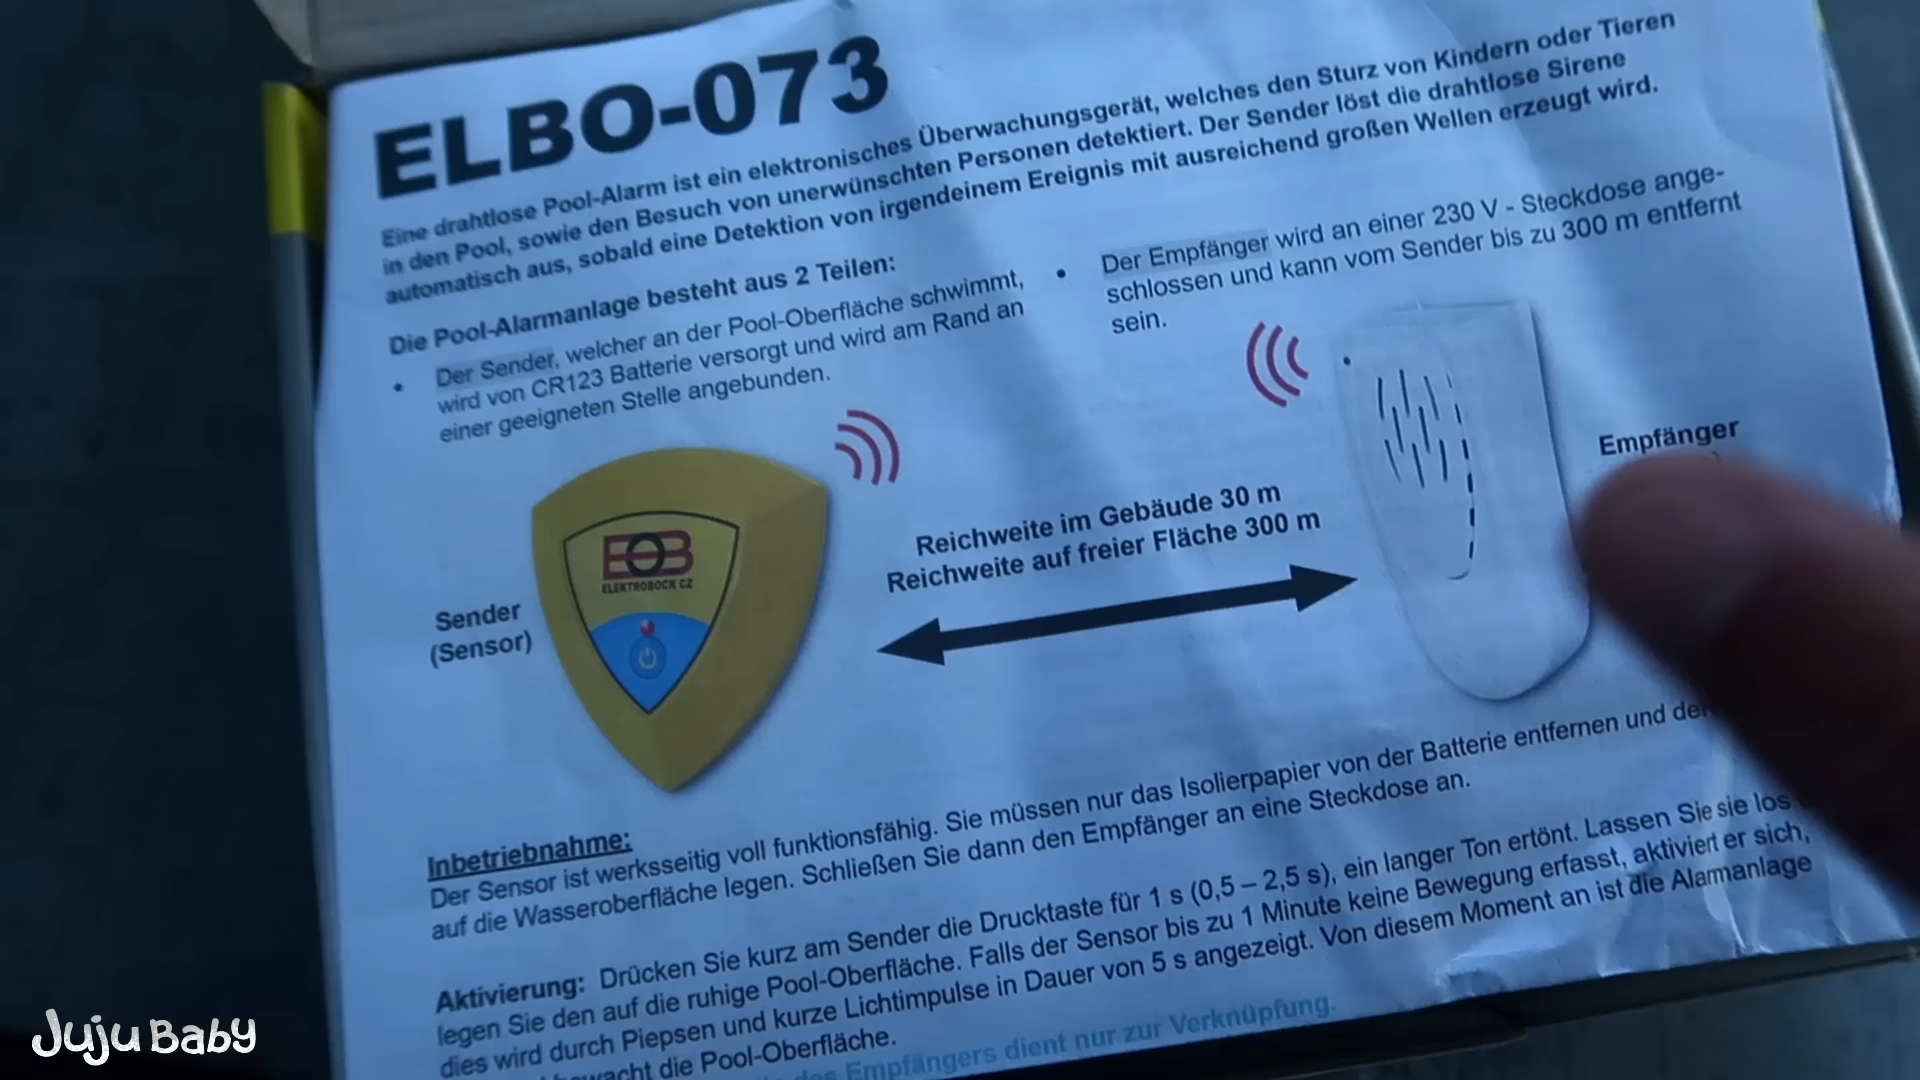 ELBO-073
Eine drahtlose Pool-Alarm ist ein elektronisches Überwachungsgerät, welches den Sturz von Kindern oder Tieren
in den Pool, sowie den Besuch von unerwünschten Personen detektiert. Der Sender löst die drahtlose Sirene
automatisch aus, sobald eine Detektion von irgendeinem Ereignis mit ausreichend großen Wellen erzeugt wird.
Die Pool-Alarmanlage besteht aus 2 Teilen:
• Der Sender, welcher an der Pool-Oberfläche schwimmt,
wird von CR123 Batterie versorgt und wird am Rand an
einer geeigneten Stelle angebunden.
• Der Empfänger wird an einer 230 V - Steckdose ange-
schlossen und kann vom Sender bis zu 300 m entfernt
sein.
Empfänger
Reichweite im Gebäude 30 m
Reichweite auf freier Fläche 300 m
EOB
ELEKTROBOCK CZ
Sender
(Sensor)
Inbetriebnahme:
Der Sensor ist werksseitig voll funktionsfähig. Sie müssen nur das Isolierpapier von der Batterie entfernen und den
auf die Wasseroberfläche legen. Schließen Sie dann den Empfänger an eine Steckdose an.
Aktivierung: Drücken Sie kurz am Sender die Drucktaste für 1 s (0,5 – 2,5 s), ein langer Ton ertönt. Lassen Sie sie los
legen Sie den auf die ruhige Pool-Oberfläche. Falls der Sensor bis zu 1 Minute keine Bewegung erfasst, aktiviert er sich,
dies wird durch Piepsen und kurze Lichtimpulse in Dauer von 5 s angezeigt. Von diesem Moment an ist die Alarmanlage
die Pool-Oberfläche.
des Empfängers dient nur zur Verknüpfung.
Juju Baby